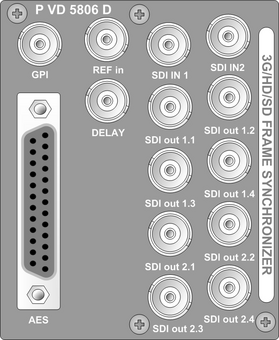 P VD 5806 D
GPI
REF in
SDI IN 1
SDI IN2
DELAY
SDI out 1.1
SDI out 1.2
SDI out 1.3
SDI out 1.4
SDI out 2.1
SDI out 2.2
AES
SDI out 2.3
SDI out 2.4
3G/HD/SD FRAME SYNCHRONIZER